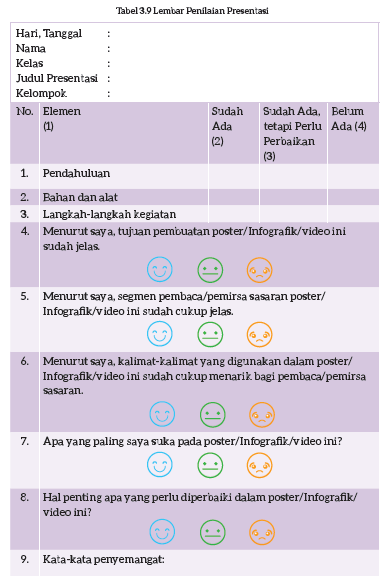 Tabel 3.9 Lembar Penilaian Presentasi
Hari, Tanggal :
Nama :
Kelas :
Judul Presentasi :
Kelompok :
No. Elemen (1) Sudah Ada (2) Sudah Ada, tetapi Perlu Perbaikan (3) Belum Ada (4)
1. Pendahuluan
2. Bahan dan alat
3. Langkah-langkah kegiatan
4. Menurut saya, tujuan pembuatan poster/Infografik/video ini
sudah jelas.
5. Menurut saya, segmen pembaca/pemirsa sasaran poster/
Infografik/video ini sudah cukup jelas.
6. Menurut saya, kalimat-kalimat yang digunakan dalam poster/
Infografik/video ini sudah cukup menarik bagi pembaca/pemirsa
sasaran.
7. Apa yang paling saya suka pada poster/Infografik/video ini?
8. Hal penting apa yang perlu diperbaiki dalam poster/Infografik/
video ini?
9. Kata-kata penyemangat: